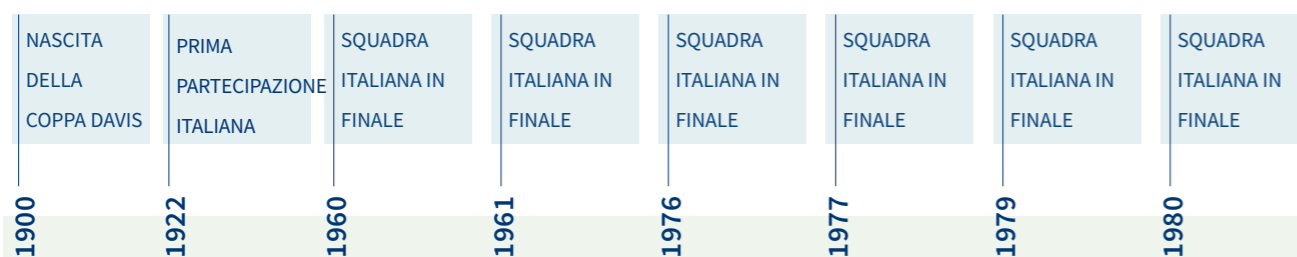 NASCITA
DELLA
COPPA DAVIS
1900
PRIMA
PARTECIPAZIONE
ITALIANA
1922
SQUADRA
ITALIANA IN
FINALE
1960
SQUADRA
ITALIANA IN
FINALE
1961
SQUADRA
ITALIANA IN
FINALE
1976
SQUADRA
ITALIANA IN
FINALE
1977
SQUADRA
ITALIANA IN
FINALE
1979
SQUADRA
ITALIANA IN
FINALE
1980